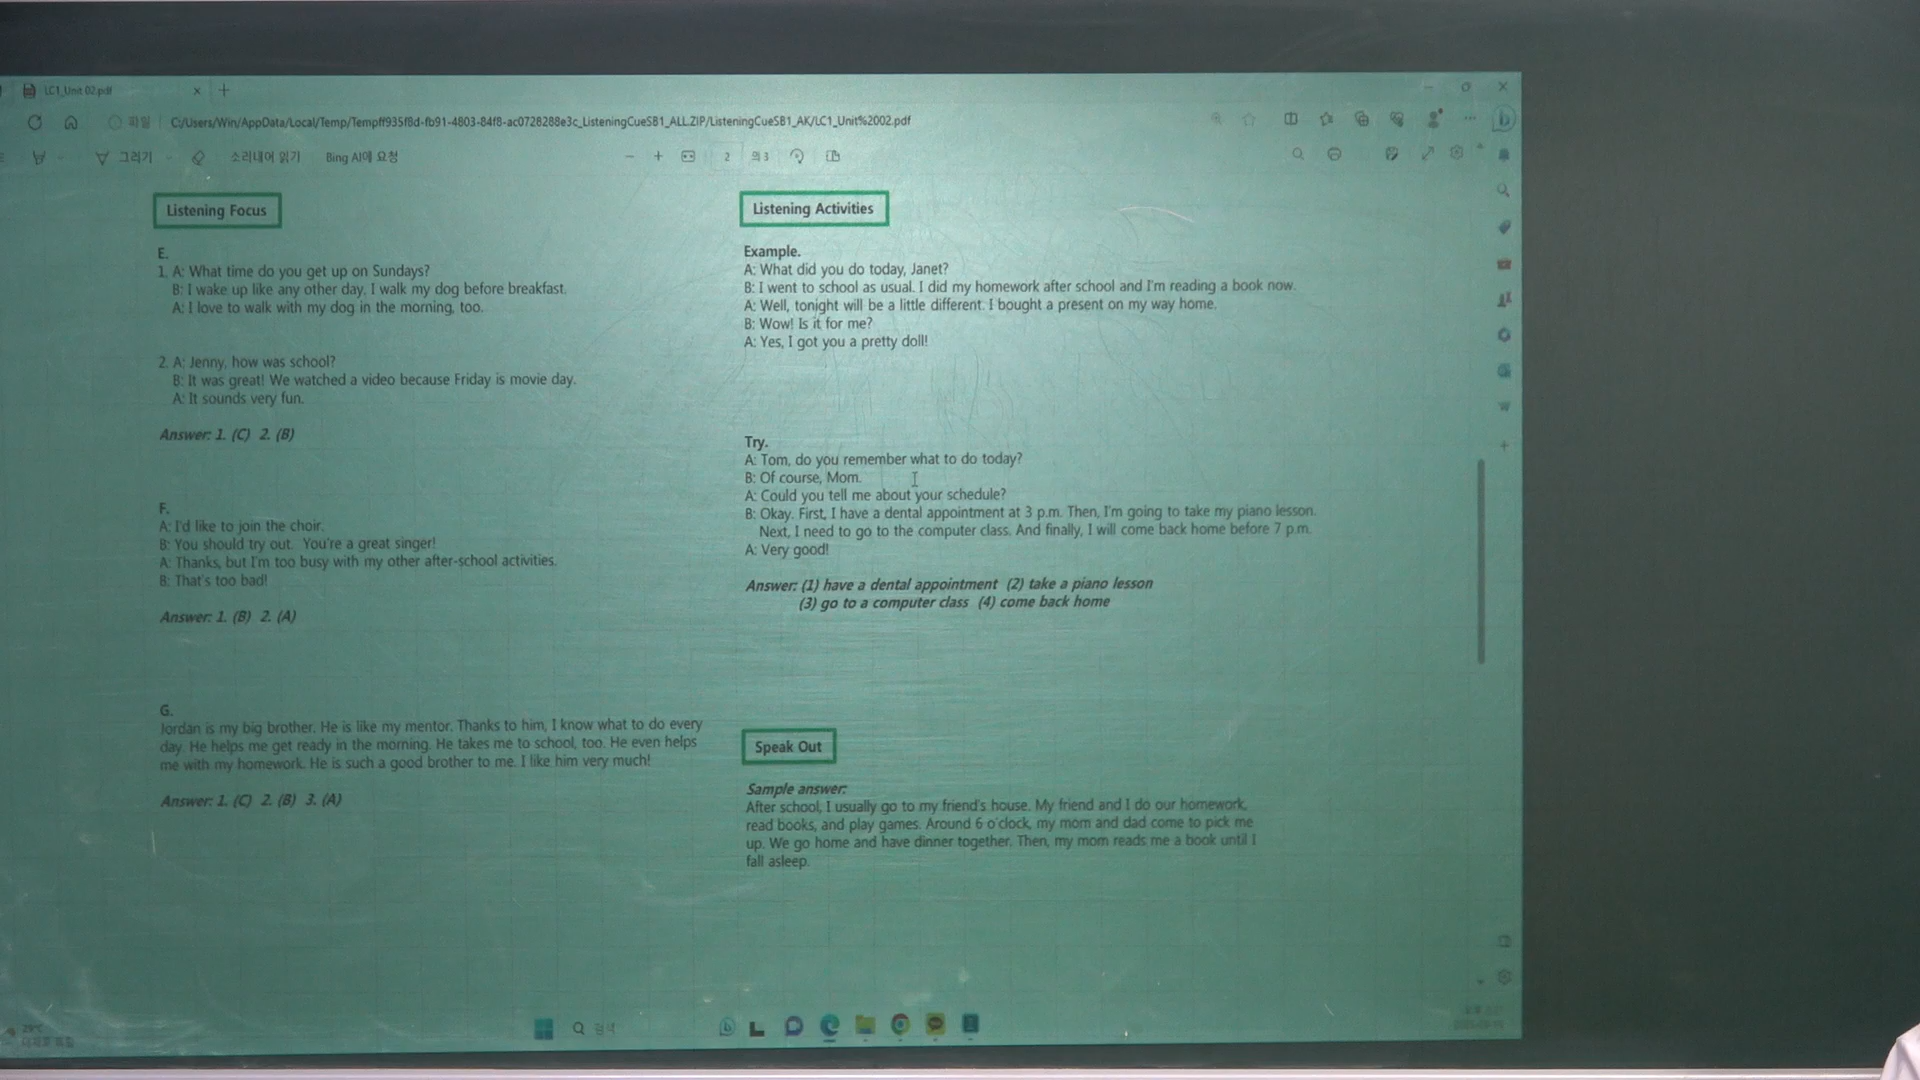 LC1_Unit 02.pdf
파일 C:/Users/Win/AppData/Local/Temp/Tempff935f8d-fb91-4803-84f8-ac0728288e3c_ListeningCueSB1_ALL.ZIP/ListeningCueSB1_AK/LC1_Unit%2002.pdf
그리기 소리내어 읽기 Bing AI에 요청 2 의 3
Listening Focus
E.
1. A: What time do you get up on Sundays?
B: I wake up like any other day. I walk my dog before breakfast.
A: I love to walk with my dog in the morning, too.
2. A: Jenny, how was school?
B: It was great! We watched a video because Friday is movie day.
A: It sounds very fun.
Answer: 1. (C) 2. (B)
F.
A: I'd like to join the choir.
B: You should try out. You're a great singer!
A: Thanks, but I'm too busy with my other after-school activities.
B: That's too bad!
Answer: 1. (B) 2. (A)
G.
Jordan is my big brother. He is like my mentor. Thanks to him, I know what to do every
day. He helps me get ready in the morning. He takes me to school, too. He even helps
me with my homework. He is such a good brother to me. I like him very much!
Answer: 1. (C) 2. (B) 3. (A)
Listening Activities
Example.
A: What did you do today, Janet?
B: I went to school as usual. I did my homework after school and I'm reading a book now.
A: Well, tonight will be a little different. I bought a present on my way home.
B: Wow! Is it for me?
A: Yes, I got you a pretty doll!
Try.
A: Tom, do you remember what to do today?
B: Of course, Mom.
A: Could you tell me about your schedule?
B: Okay. First, I have a dental appointment at 3 p.m. Then, I'm going to take my piano lesson.
Next, I need to go to the computer class. And finally, I will come back home before 7 p.m.
A: Very good!
Answer: (1) have a dental appointment (2) take a piano lesson
(3) go to a computer class (4) come back home
Speak Out
Sample answer:
After school, I usually go to my friend's house. My friend and I do our homework,
read books, and play games. Around 6 o'clock, my mom and dad come to pick me
up. We go home and have dinner together. Then, my mom reads me a book until I
fall asleep.
검색